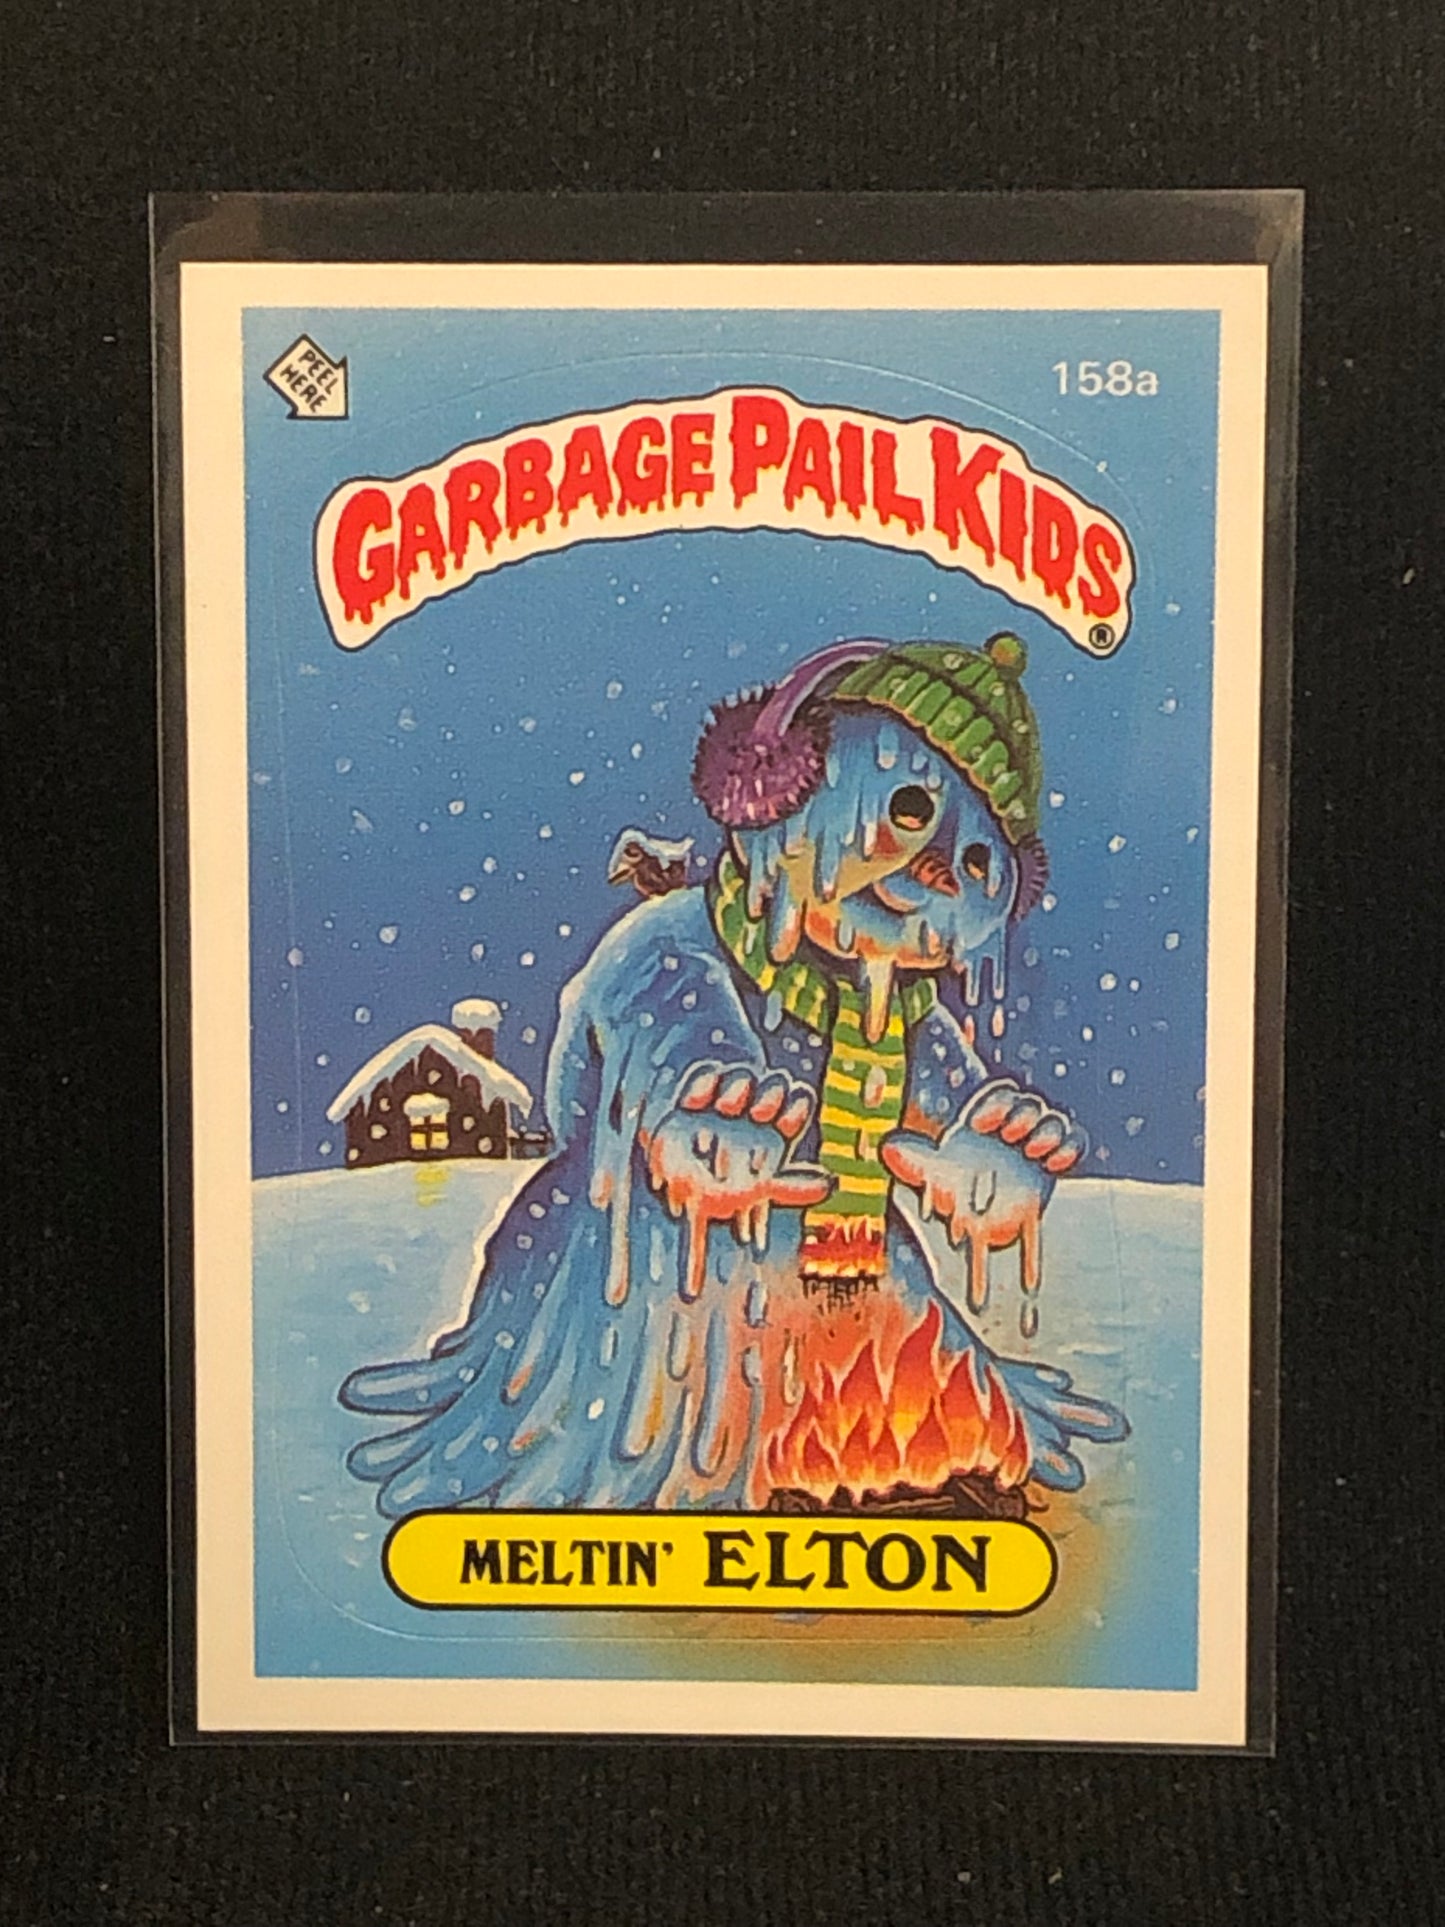 PEEL
HERE
158a
GARBAGE PAIL KIDS
®
MELTIN' ELTON